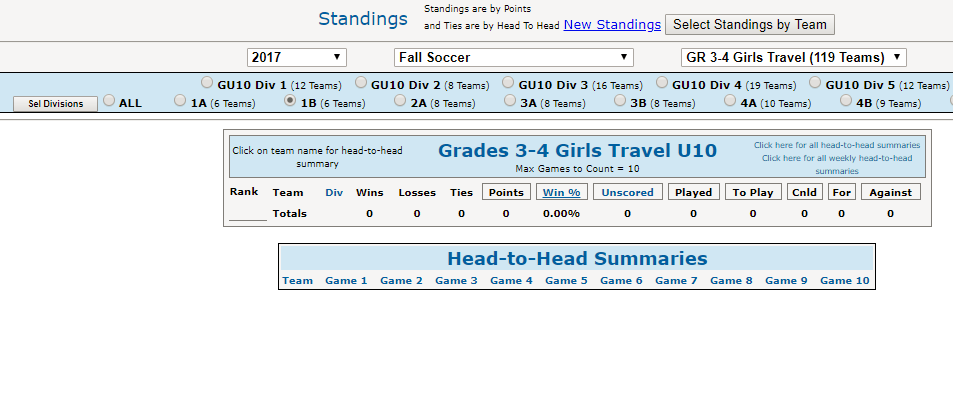 Standings
Standings are by Points
and Ties are by Head To Head New Standings Select Standings by Team
2017 Fall Soccer GR 3-4 Girls Travel (119 Teams)
GU10 Div 1 (12 Teams) GU10 Div 2 (8 Teams) GU10 Div 3 (16 Teams) GU10 Div 4 (19 Teams) GU10 Div 5 (12 Teams)
Sel Divisions ALL 1A (6 Teams) 1B (6 Teams) 2A (8 Teams) 3A (8 Teams) 3B (8 Teams) 4A (10 Teams) 4B (9 Teams)
Click on team name for head-to-head
summary
Grades 3-4 Girls Travel U10
Max Games to Count = 10
Click here for all head-to-head summaries
Click here for all weekly head-to-head
summaries
Rank Team Div Wins Losses Ties Points Win % Unscored Played To Play Cnld For Against
Totals 0 0 0 0 0.00% 0 0 0 0 0 0
Head-to-Head Summaries
Team Game 1 Game 2 Game 3 Game 4 Game 5 Game 6 Game 7 Game 8 Game 9 Game 10